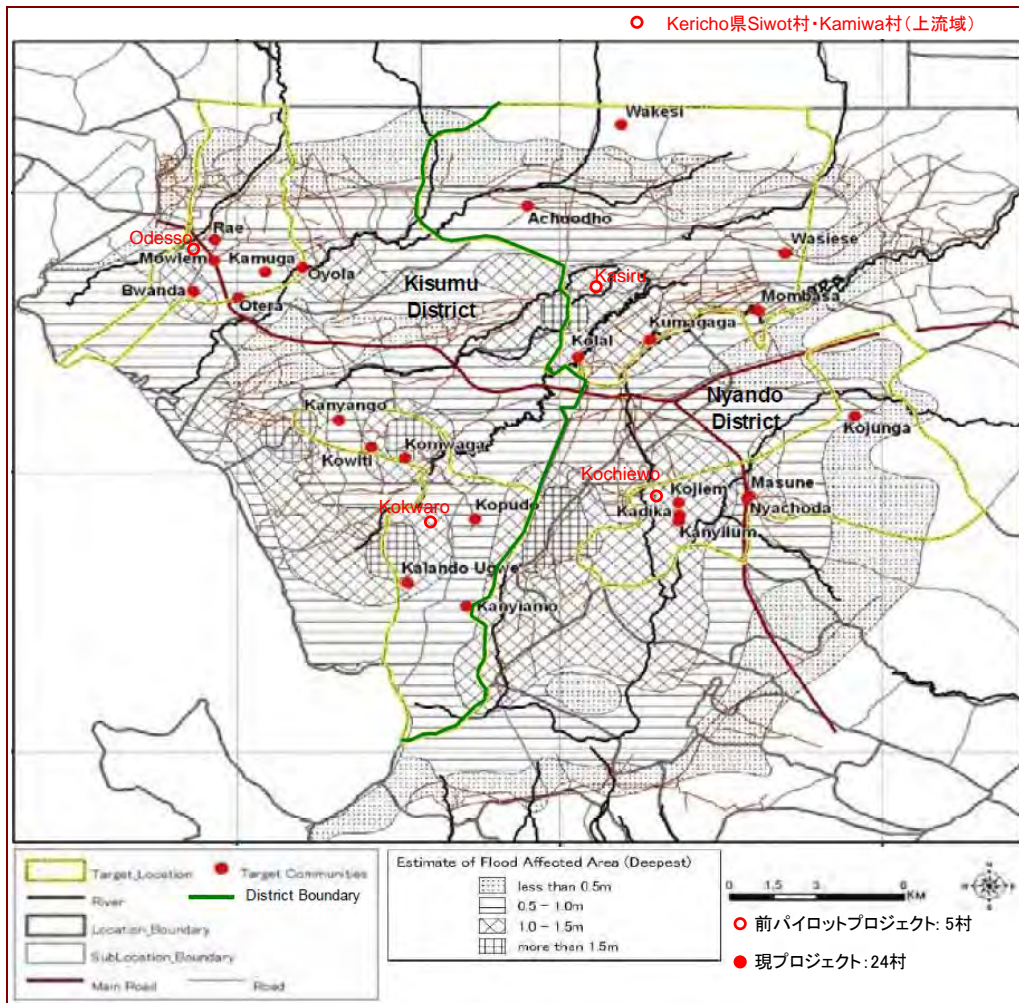 Kericho県Siwot村・Kamiwa村(上流域)
Wakesi
Achuodho
Rae
Odesso
Wasiese
Mowlem
Kamuga
Oyola
Kasiru
Kisumu
District
Bwanda
Otera
Mombasa
Kumagaga
Kolal
Nyando
District
Kanyango
Kojunga
Komwaga
Kowiti
Kochiewo
Kojiem
Masune
Kokwaro
Kopudo
Kadika
Nyachoda
Kanyilum
Kalando Ugwe
Kanyiamo
Target_Location
Target Communities
River
District Boundary
Location_Boundary
SubLocation_Boundary
Main Road
Road
Estimate of Flood Affected Area (Deepest)
less than 0.5m
0.5 - 1.0m
1.0 - 1.5m
more than 1.5m
0 1.5 3 6
KM
前パイロットプロジェクト: 5村
現プロジェクト:24村